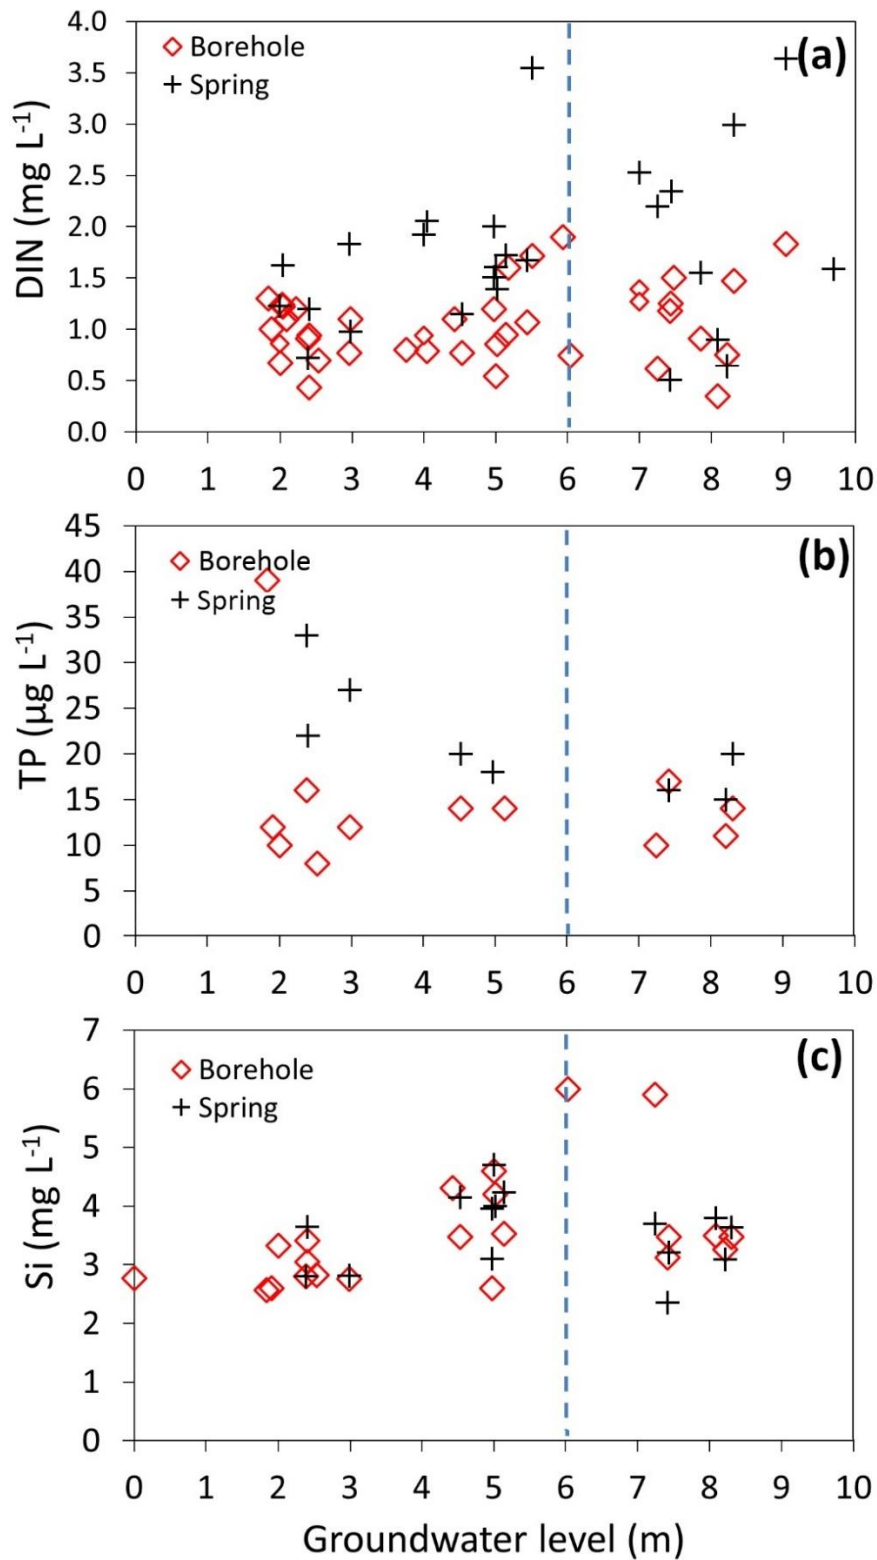 4.0
Borehole
(a)
3.5
Spring
3.0
2.5
DIN (mg L-1)
2.0
1.5
1.0
0.5
0.0
0 1 2 3 4 5 6 7 8 9 10
45
Borehole
(b)
40
Spring
35
30
25
TP (µg L-1)
20
15
10
5
0
0 1 2 3 4 5 6 7 8 9 10
7
Borehole
(c)
6
Spring
5
4
Si (mg L-1)
3
2
1
0
0 1 2 3 4 5 6 7 8 9 10
Groundwater level (m)